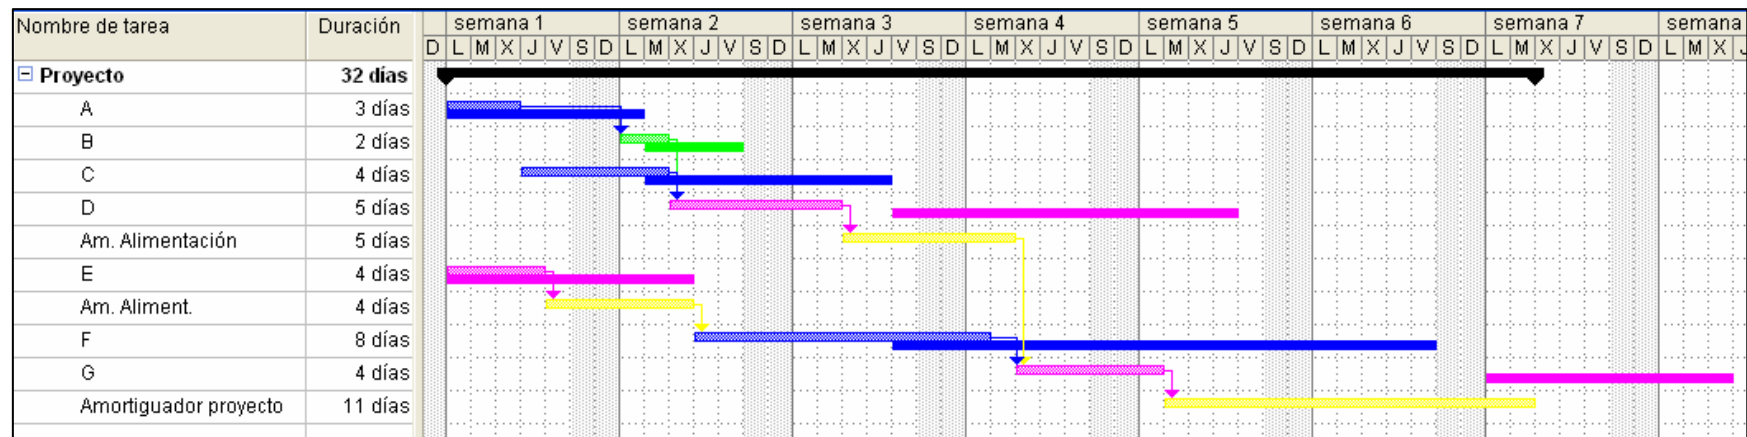 Nombre de tarea Duración semana 1 semana 2 semana 3 semana 4 semana 5 semana 6 semana 7 semana
D L M X J V S D L M X J V S D L M X J V S D L M X J V S D L M X J V S D L M X J V S D L M X J V S D L M X J
Proyecto 32 días
A 3 días
B 2 días
C 4 días
D 5 días
Am. Alimentación 5 días
E 4 días
Am. Aliment. 4 días
F 8 días
G 4 días
Amortiguador proyecto 11 días